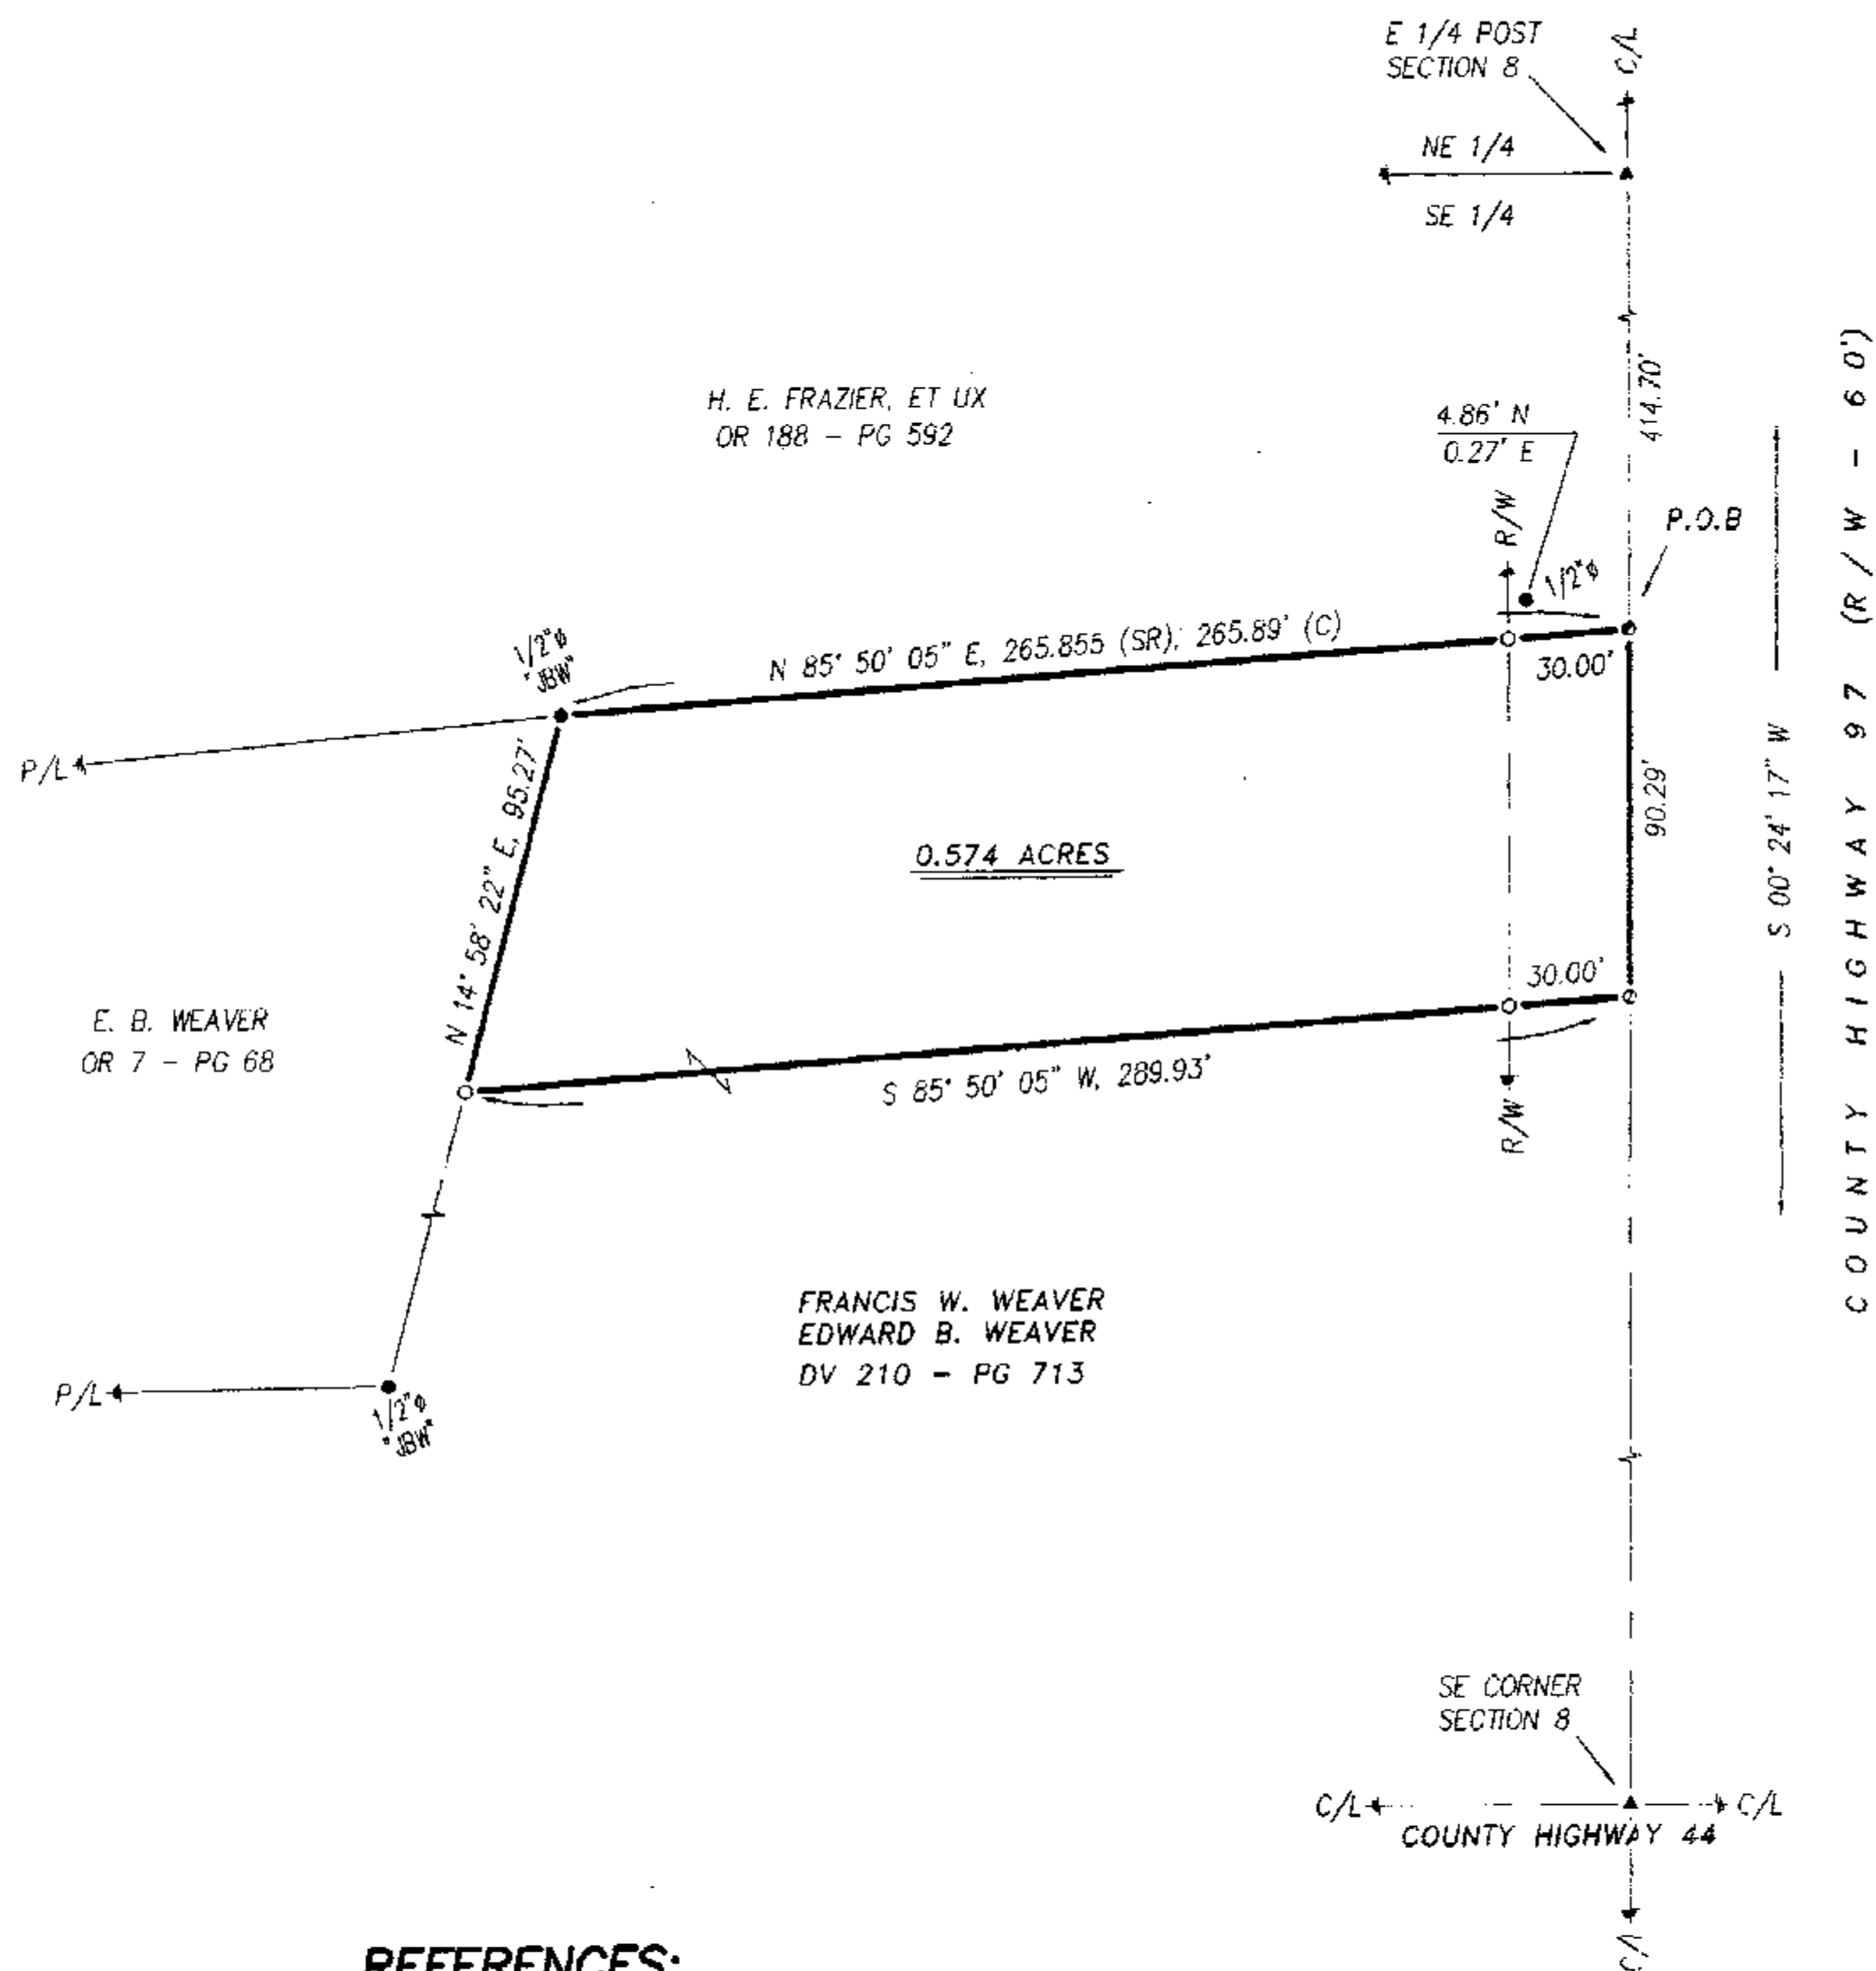 E 1/4 POST
SECTION 8
C/L
NE 1/4
SE 1/4
414.70'
H. E. FRAZIER, ET UX
OR 188 - PG 592
4.86' N
0.27' E
R/W
P.O.B
1/2"ϕ
1/2"ϕ
"JBW"
N 85° 50' 05" E, 265.855 (SR); 265.89' (C)
30.00'
P/L
N 14° 58' 22" E, 95.27'
0.574 ACRES
90.29'
S 00° 24' 17" W
COUNTY HIGHWAY 97 (R/W - 60')
30.00'
E. B. WEAVER
OR 7 - PG 68
S 85° 50' 05" W, 289.93'
R/W
FRANCIS W. WEAVER
EDWARD B. WEAVER
DV 210 - PG 713
P/L
1/2"ϕ
"JBW"
SE CORNER
SECTION 8
C/L
C/L
COUNTY HIGHWAY 44
C/L
REFERENCES: